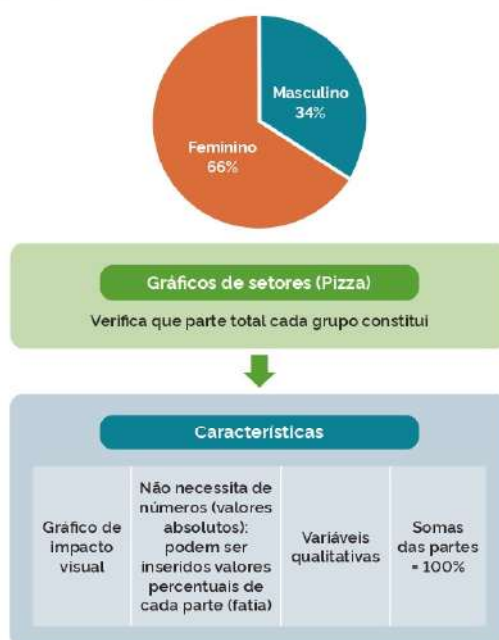 Masculino
34%
Feminino
66%
Gráficos de setores (Pizza)
Verifica que parte total cada grupo constitui
Características
Gráfico de
impacto
visual
Não necessita de
números (valores
absolutos):
podem ser
inseridos valores
percentuais de
cada parte (fatia)
Variáveis
qualitativas
Somas
das partes
= 100%